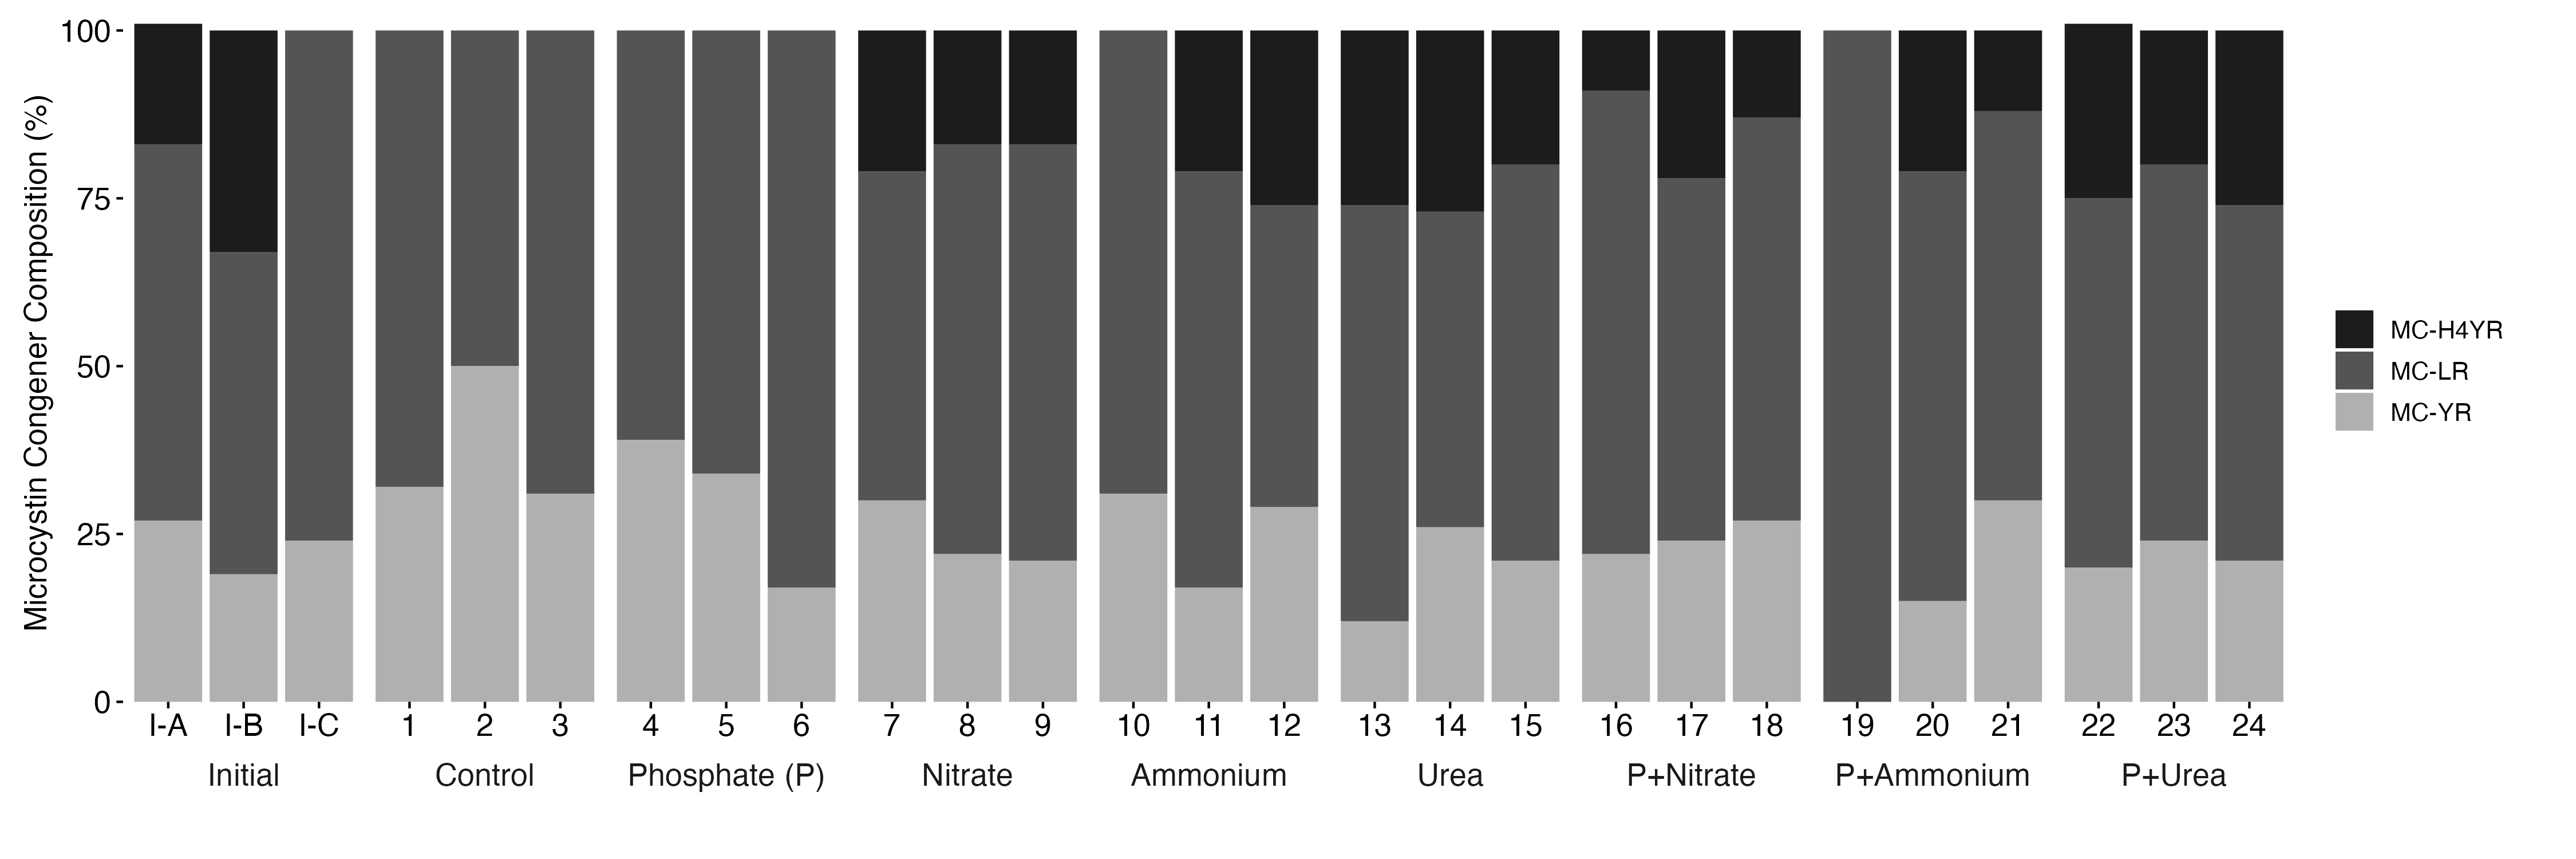 Microcystin Congener Composition (%)
100
75
50
25
0
I-A I-B I-C 1 2 3 4 5 6 7 8 9 10 11 12 13 14 15 16 17 18 19 20 21 22 23 24
Initial Control Phosphate (P) Nitrate Ammonium Urea P+Nitrate P+Ammonium P+Urea
MC-H4YR
MC-LR
MC-YR